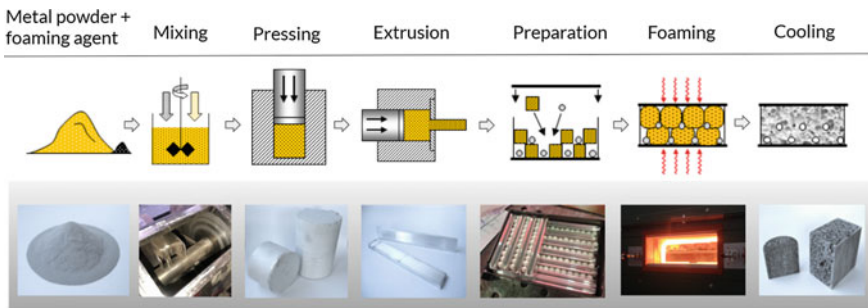 Metal powder +
foaming agent
Mixing
Pressing
Extrusion
Preparation
Foaming
Cooling